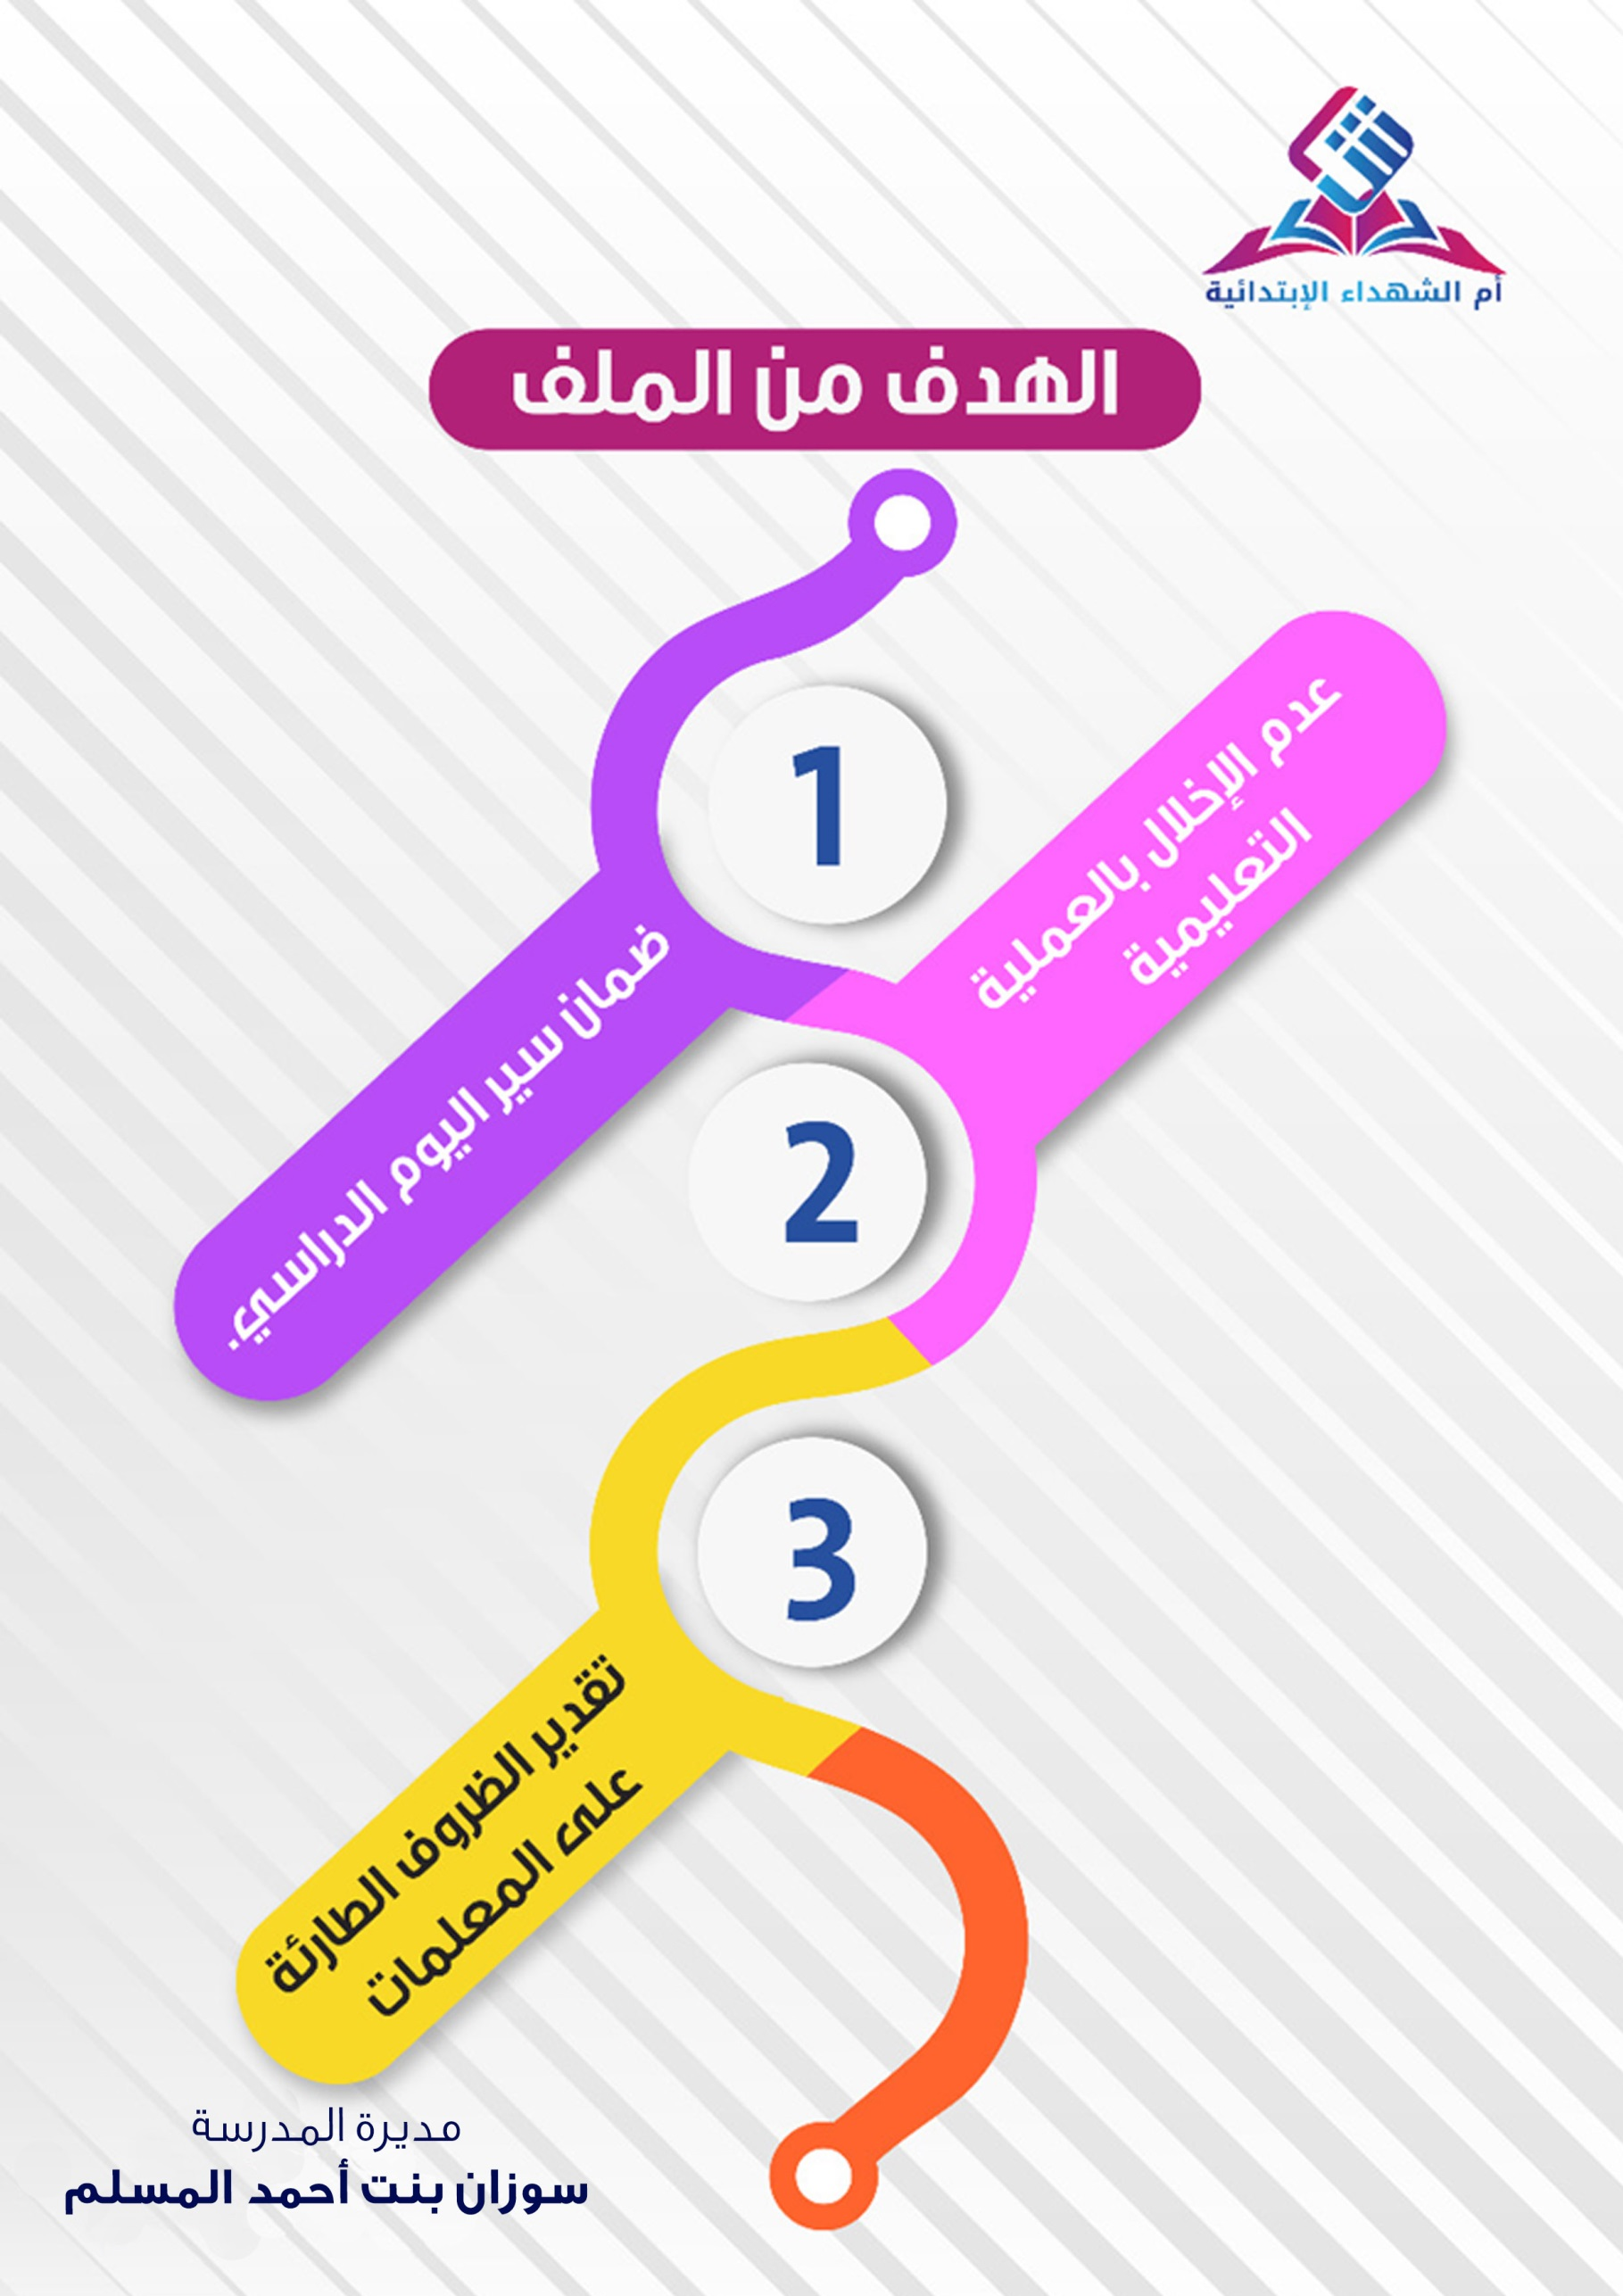 أم الشهداء الإبتدائية
الهدف من الملف
1
ضمان سير اليوم الدراسي.
عدم الإخلال بالعملية
التعليمية
2
3
تقدير الظروف الطارئة
على المعلمات
مديرة المدرسة
سوزان بنت أحمد المسلم